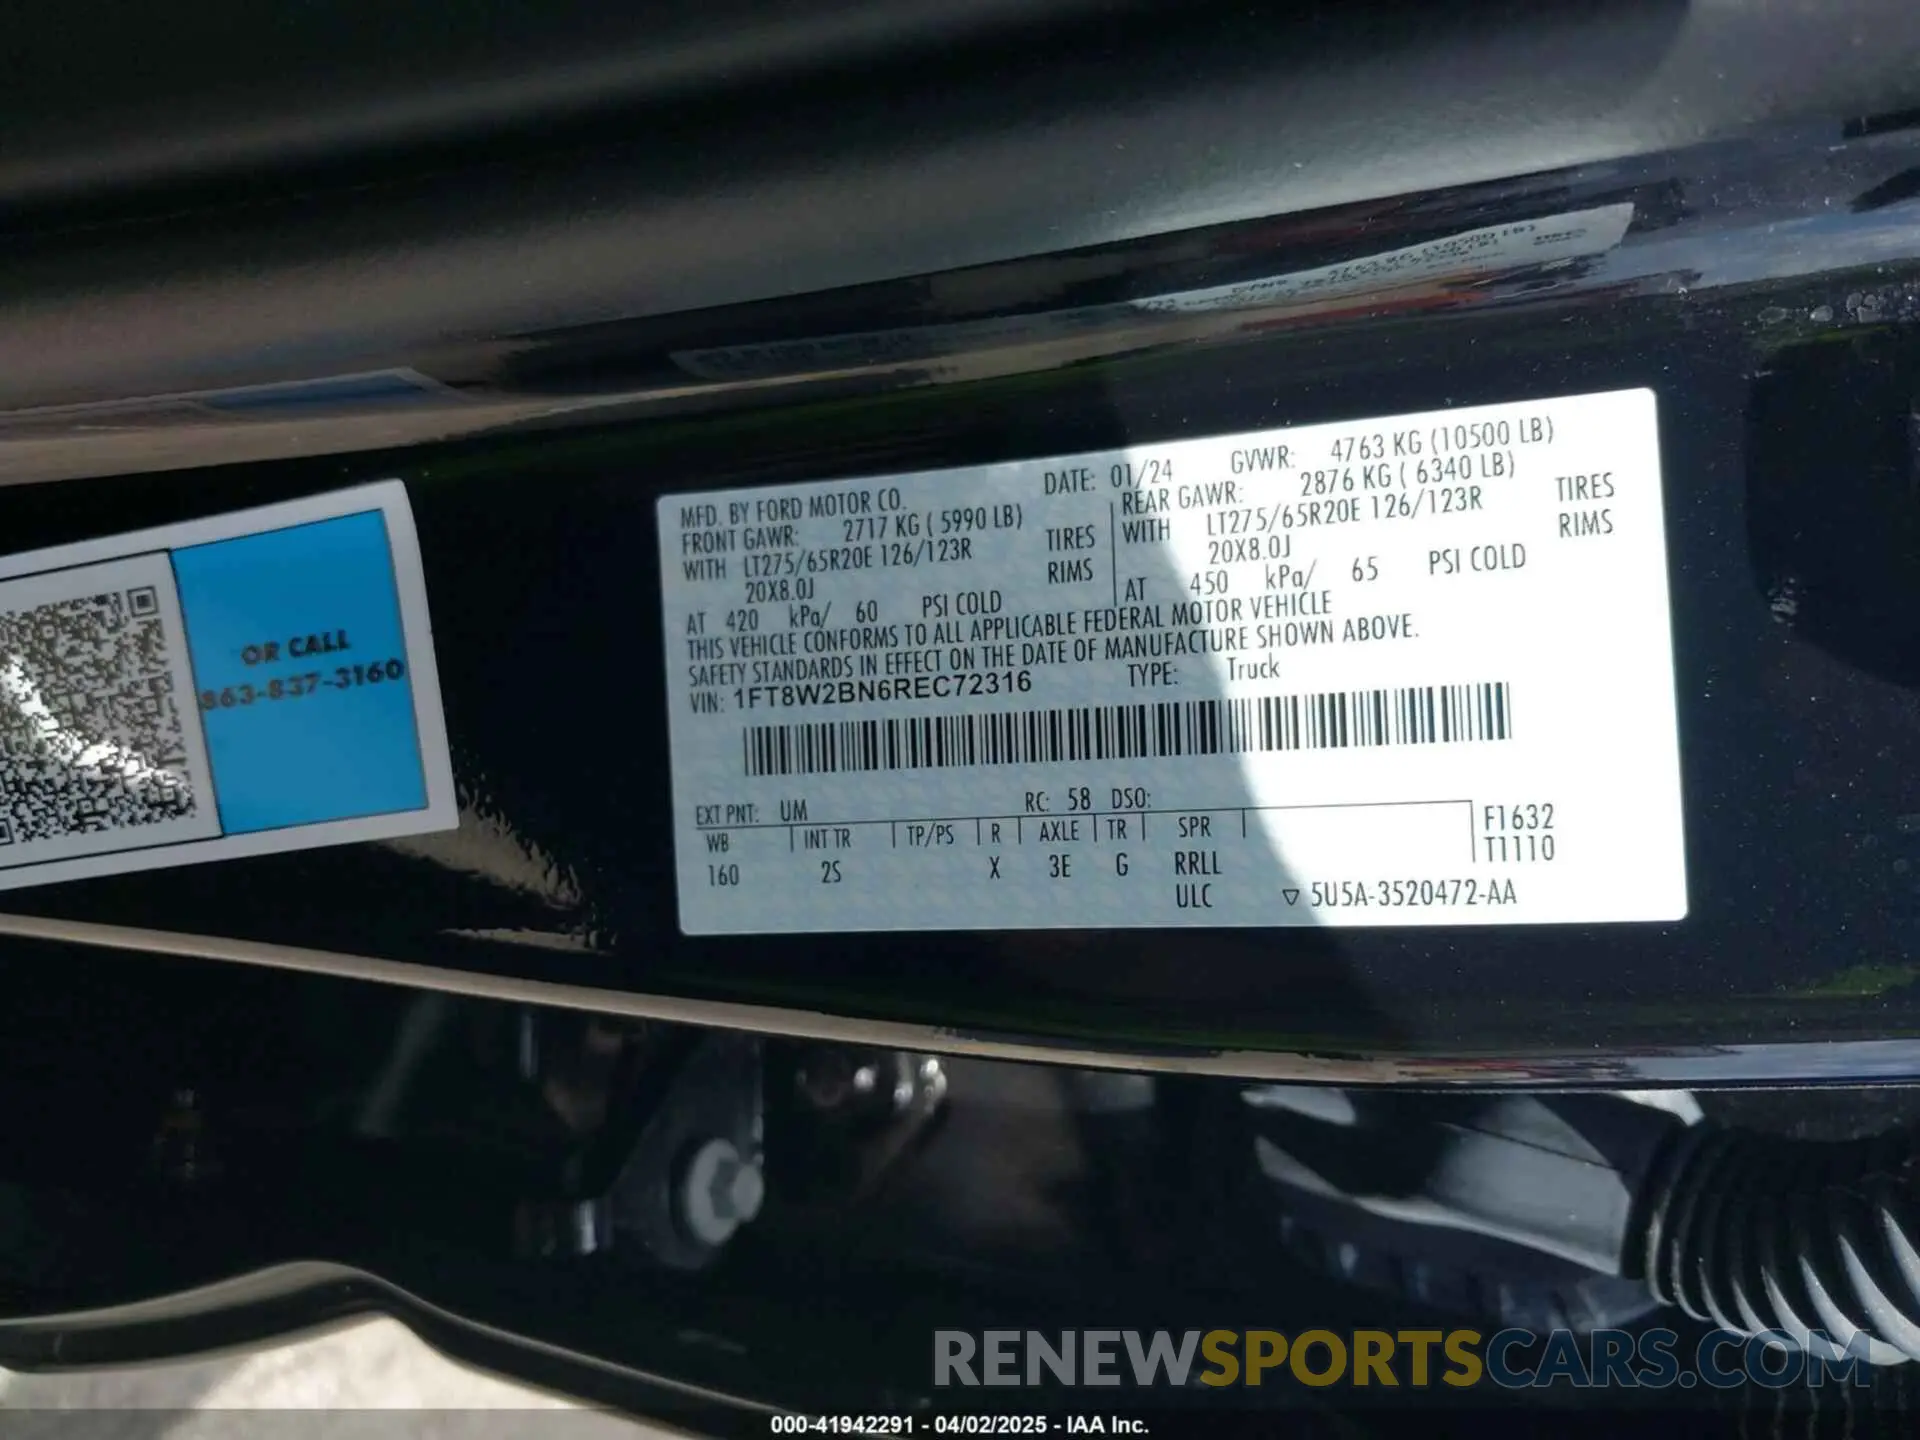 MFD. BY FORD MOTOR CO.
DATE: 01/24
GVWR: 4763 KG (10500 LB)
FRONT GAWR: 2717 KG ( 5990 LB)
REAR GAWR: 2876 KG ( 6340 LB)
WITH LT275/65R20E 126/123R TIRES
WITH LT275/65R20E 126/123R TIRES
20X8.0J RIMS
20X8.0J RIMS
AT 420 kPa/ 60 PSI COLD
AT 450 kPa/ 65 PSI COLD
THIS VEHICLE CONFORMS TO ALL APPLICABLE FEDERAL MOTOR VEHICLE
SAFETY STANDARDS IN EFFECT ON THE DATE OF MANUFACTURE SHOWN ABOVE.
VIN: 1FT8W2BN6REC72316 TYPE: Truck
EXT PNT: UM RC: 58 DSO:
WB INT TR TP/PS R AXLE TR SPR F1632
160 2S X 3E G RRLL T1110
ULC ▽ 5U5A-3520472-AA
OR CALL
863-837-3160
RENEWSPORTSCARS.COM
000-41942291 - 04/02/2025 - IAA Inc.